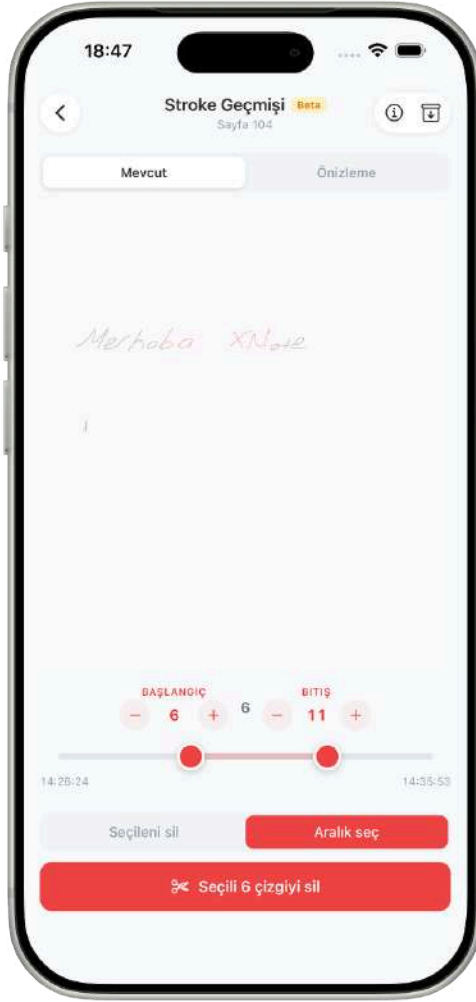 18:47
Stroke Geçmişi Beta
Sayfa 104
Mevcut Önizleme
Merhaba XNote
BAŞLANGIÇ BITIŞ
6 6 11
14:26:24 14:35:53
Seçileni sil Aralık seç
Seçili 6 çizgiyi sil